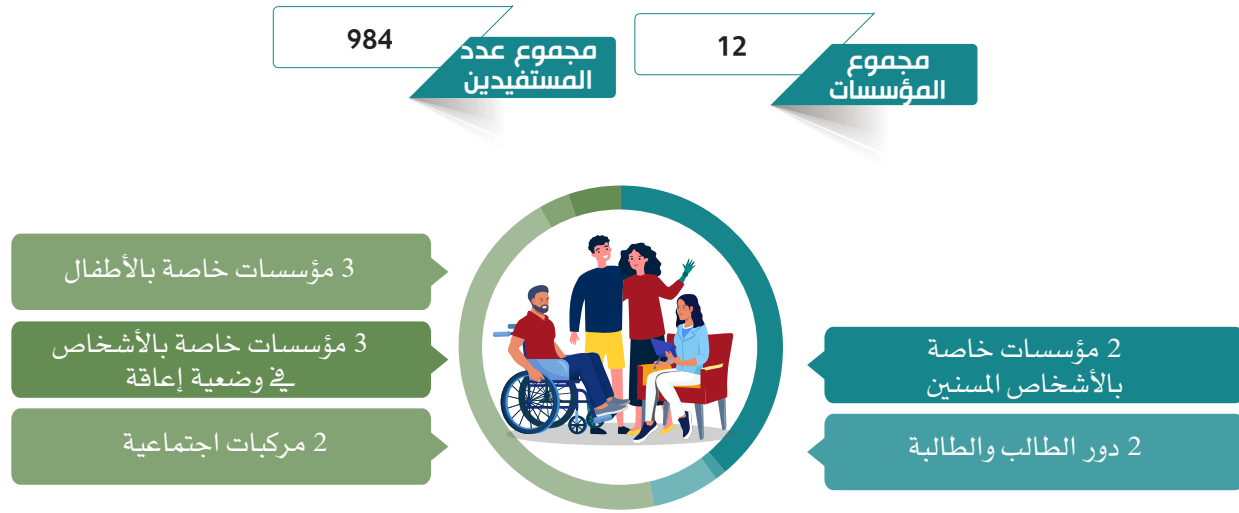 مجموع
المؤسسات
12
مجموع عدد
المستفيدين
984
2 مؤسسات خاصة
بالأشخاص المسنين
2 دور الطالب والطالبة
3 مؤسسات خاصة بالأطفال
3 مؤسسات خاصة بالأشخاص
في وضعية إعاقة
2 مركبات اجتماعية